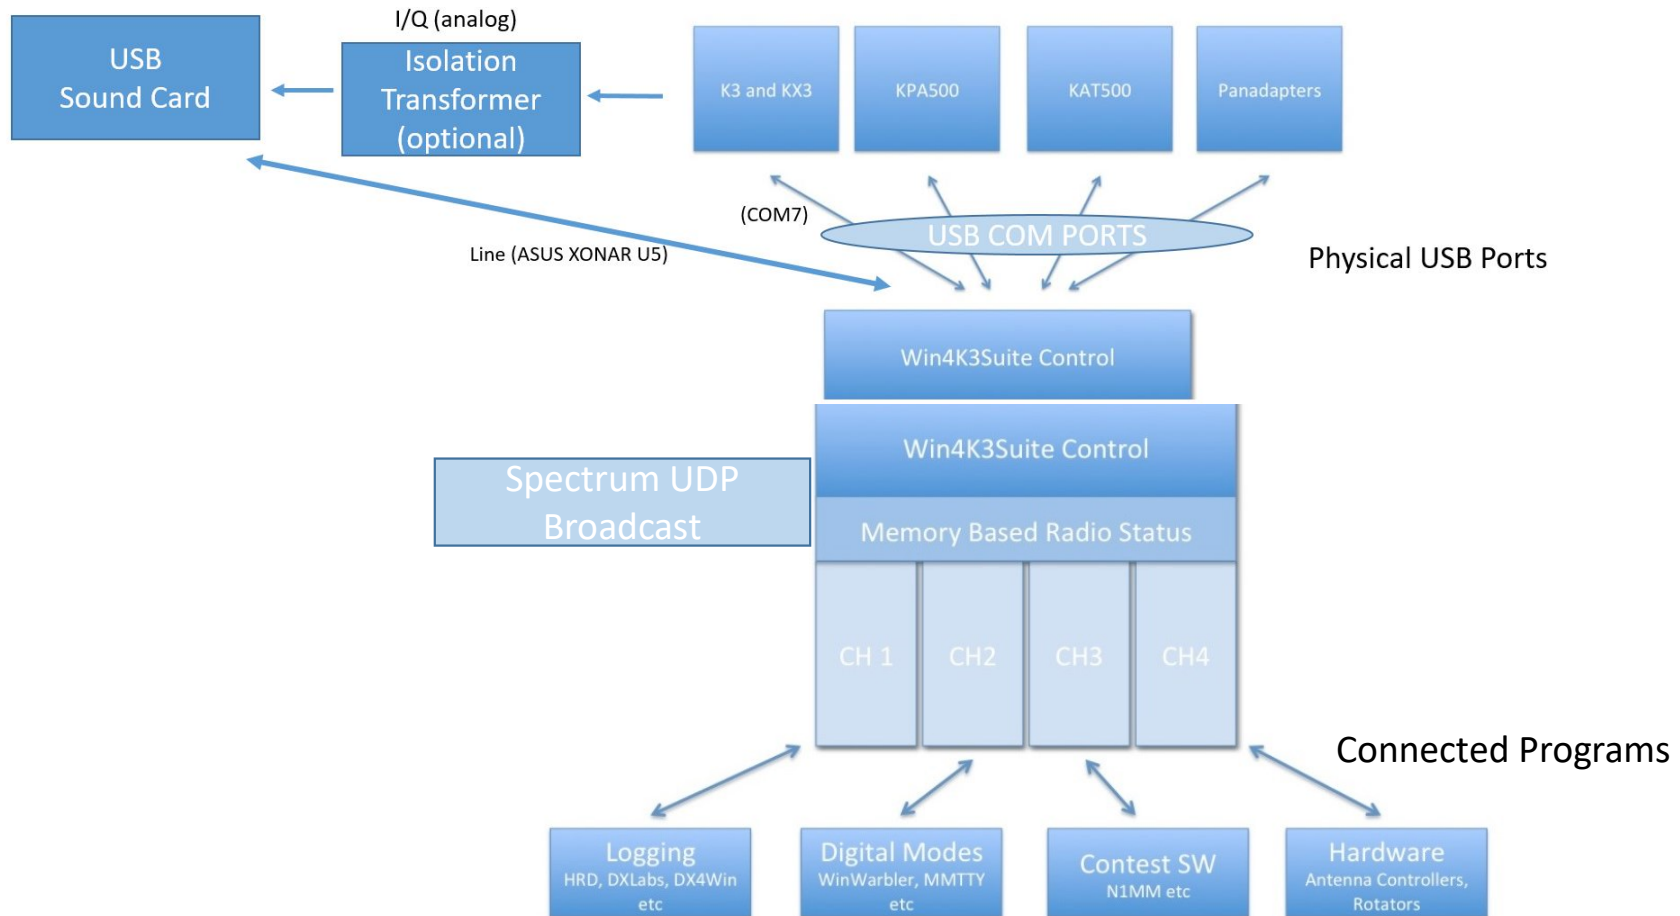 I/Q (analog)
USB
Sound Card
Isolation
Transformer
(optional)
K3 and KX3
KPA500
KAT500
Panadapters
(COM7)
USB COM PORTS
Line (ASUS XONAR U5)
Physical USB Ports
Win4K3Suite Control
Win4K3Suite Control
Spectrum UDP
Broadcast
Memory Based Radio Status
CH 1
CH2
CH3
CH4
Connected Programs
Logging
HRD, DXLabs, DX4Win
etc
Digital Modes
WinWarbler, MMTTY
etc
Contest SW
N1MM etc
Hardware
Antenna Controllers,
Rotators